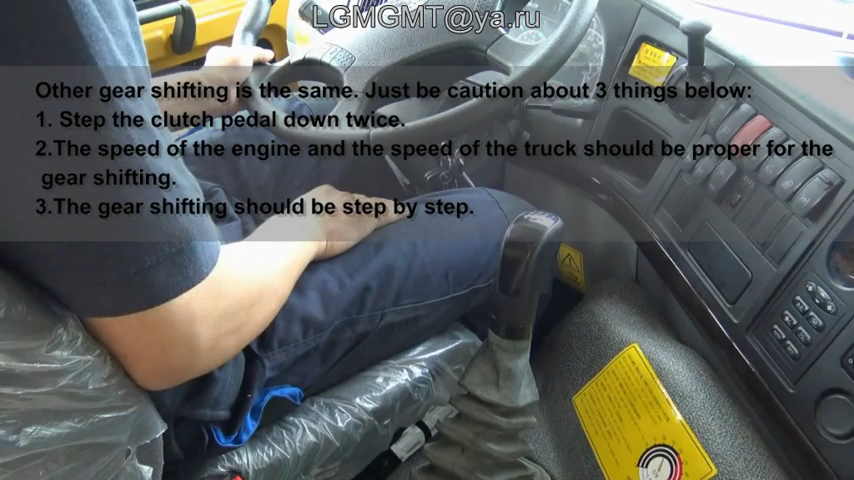 LGMGMT@ya.ru
Other gear shifting is the same. Just be caution about 3 things below:
1. Step the clutch pedal down twice.
2.The speed of the engine and the speed of the truck should be proper for the
gear shifting.
3.The gear shifting should be step by step.